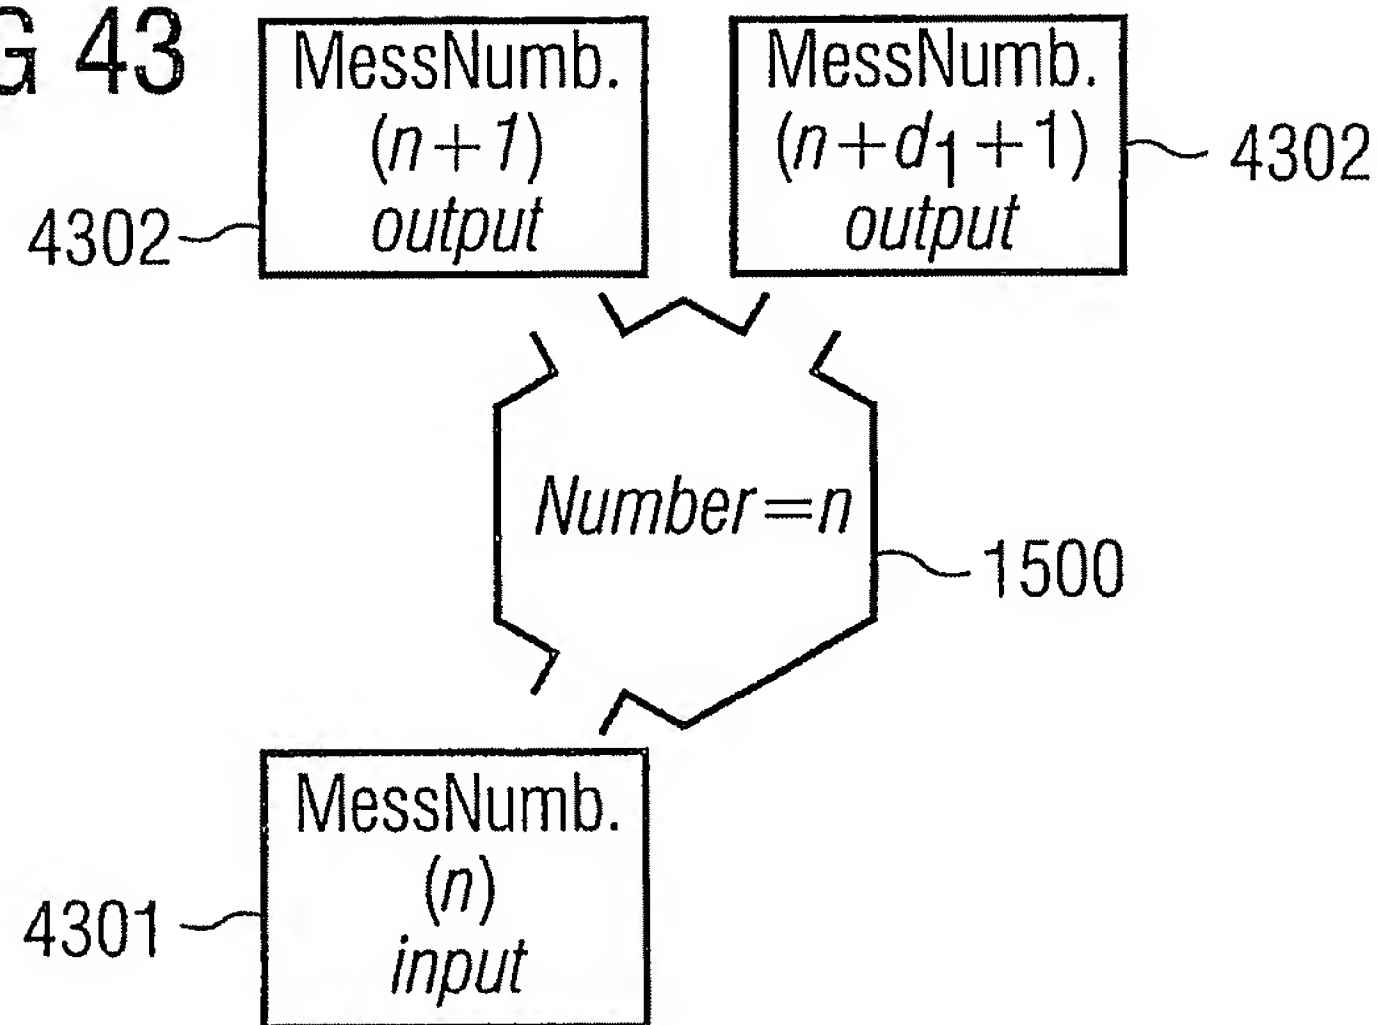 G 43
MessNumb.
(n+1)
output
4302
MessNumb.
(n+d1+1)
output
4302
Number=n
1500
MessNumb.
(n)
input
4301